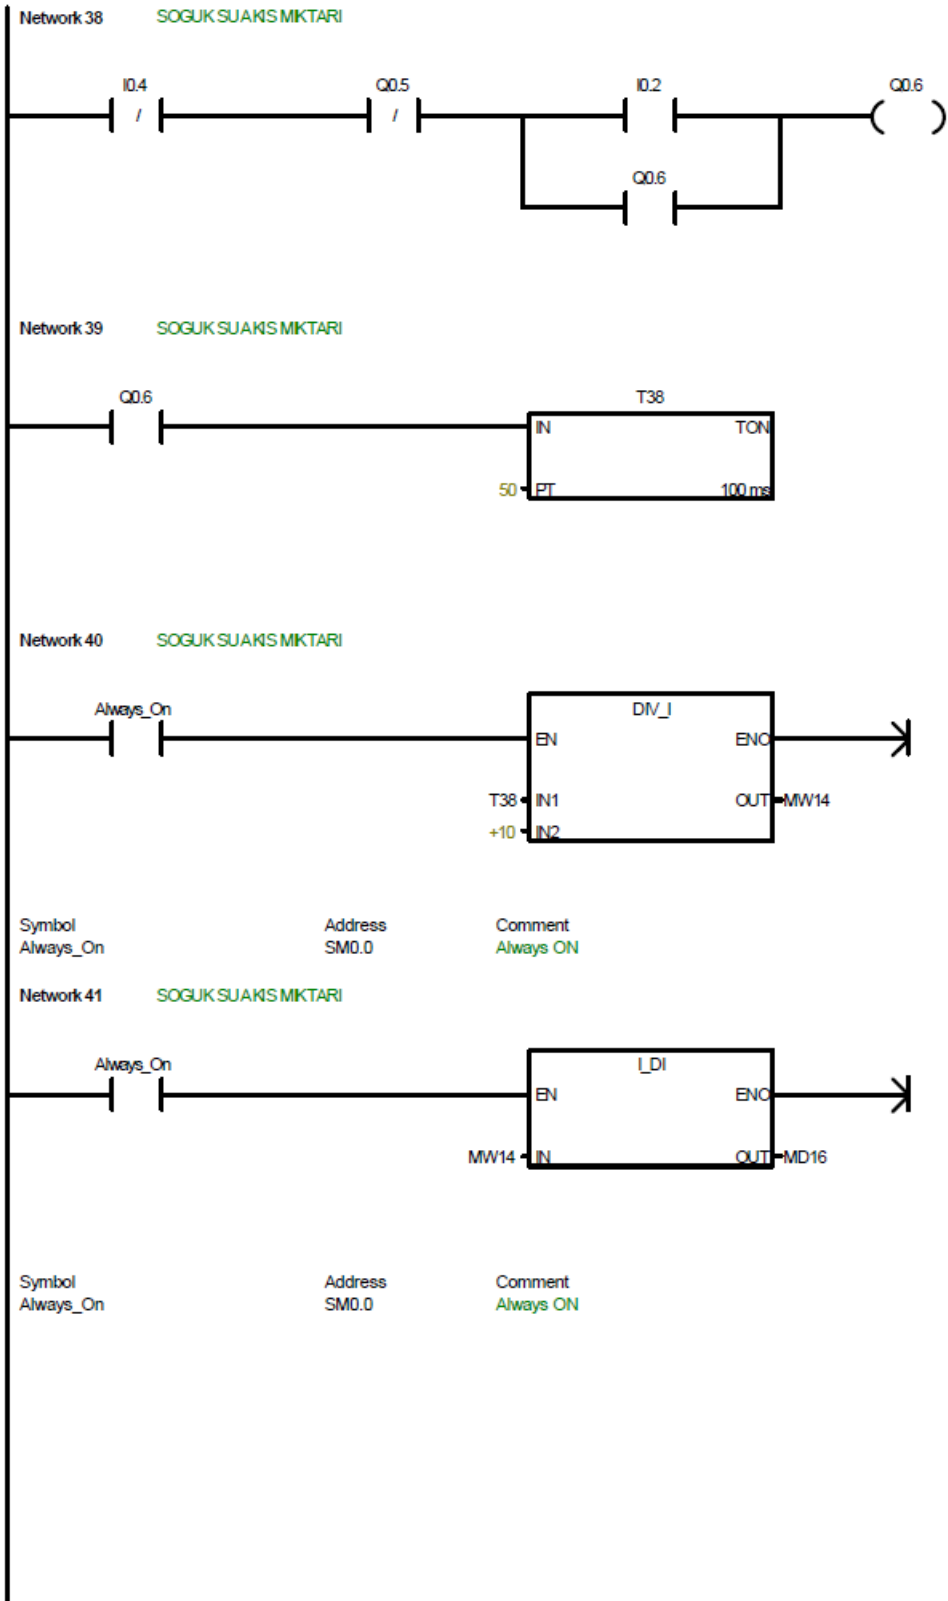 Network 38 SOGUK SU AKIS MIKTARI
I0.4 Q0.5 I0.2 Q0.6
/ /
Q0.6
Network 39 SOGUK SU AKIS MIKTARI
Q0.6 T38
IN TON
50 PT 100 ms
Network 40 SOGUK SU AKIS MIKTARI
Always_On DIV_I
EN ENO
T38 IN1 OUT MW14
+10 IN2
Symbol Address Comment
Always_On SM0.0 Always ON
Network 41 SOGUK SU AKIS MIKTARI
Always_On I_DI
EN ENO
MW14 IN OUT MD16
Symbol Address Comment
Always_On SM0.0 Always ON